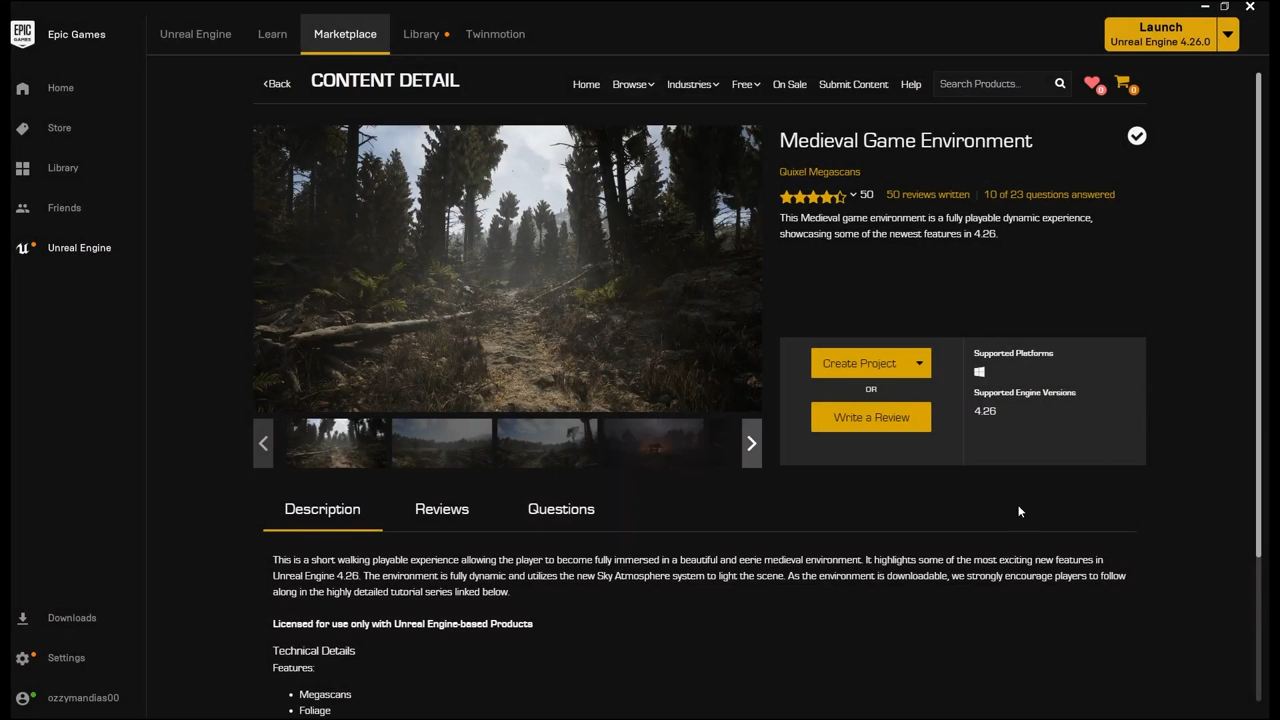 EPIC
GAMES
Epic Games
Unreal Engine
Learn
Marketplace
Library
Twinmotion
Launch
Unreal Engine 4.26.0
Home
Store
Library
Friends
Unreal Engine
Downloads
Settings
ozzymandias00
Back
CONTENT DETAIL
Home
Browse
Industries
Free
On Sale
Submit Content
Help
Search Products...
0
0
Medieval Game Environment
Quixel Megascans
50
50 reviews written
10 of 23 questions answered
This Medieval game environment is a fully playable dynamic experience,
showcasing some of the newest features in 4.26.
Create Project
OR
Write a Review
Supported Platforms
Supported Engine Versions
4.26
Description
Reviews
Questions
This is a short walking playable experience allowing the player to become fully immersed in a beautiful and eerie medieval environment. It highlights some of the most exciting new features in
Unreal Engine 4.26. The environment is fully dynamic and utilizes the new Sky Atmosphere system to light the scene. As the environment is downloadable, we strongly encourage players to follow
along in the highly detailed tutorial series linked below.
Licensed for use only with Unreal Engine-based Products
Technical Details
Features:
• Megascans
• Foliage